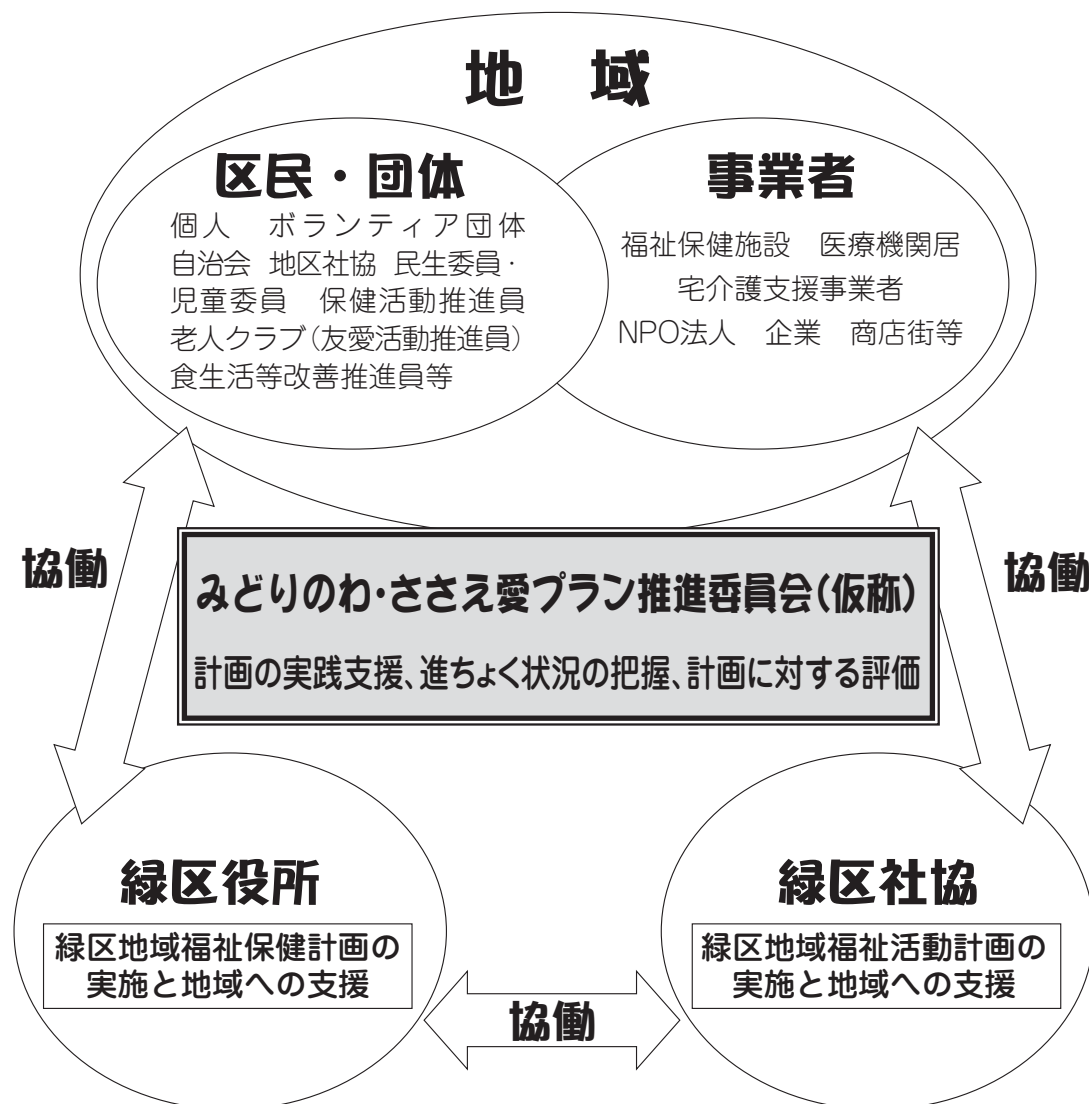 地 域
区民・団体
個人 ボランティア団体
自治会 地区社協 民生委員・
児童委員 保健活動推進員
老人クラブ(友愛活動推進員)
食生活等改善推進員等
事業者
福祉保健施設 医療機関居
宅介護支援事業者
NPO法人 企業 商店街等
協働
協働
みどりのわ・ささえ愛プラン推進委員会(仮称)
計画の実践支援、進ちょく状況の把握、計画に対する評価
緑区役所
緑区地域福祉保健計画の
実施と地域への支援
緑区社協
緑区地域福祉活動計画の
実施と地域への支援
協働